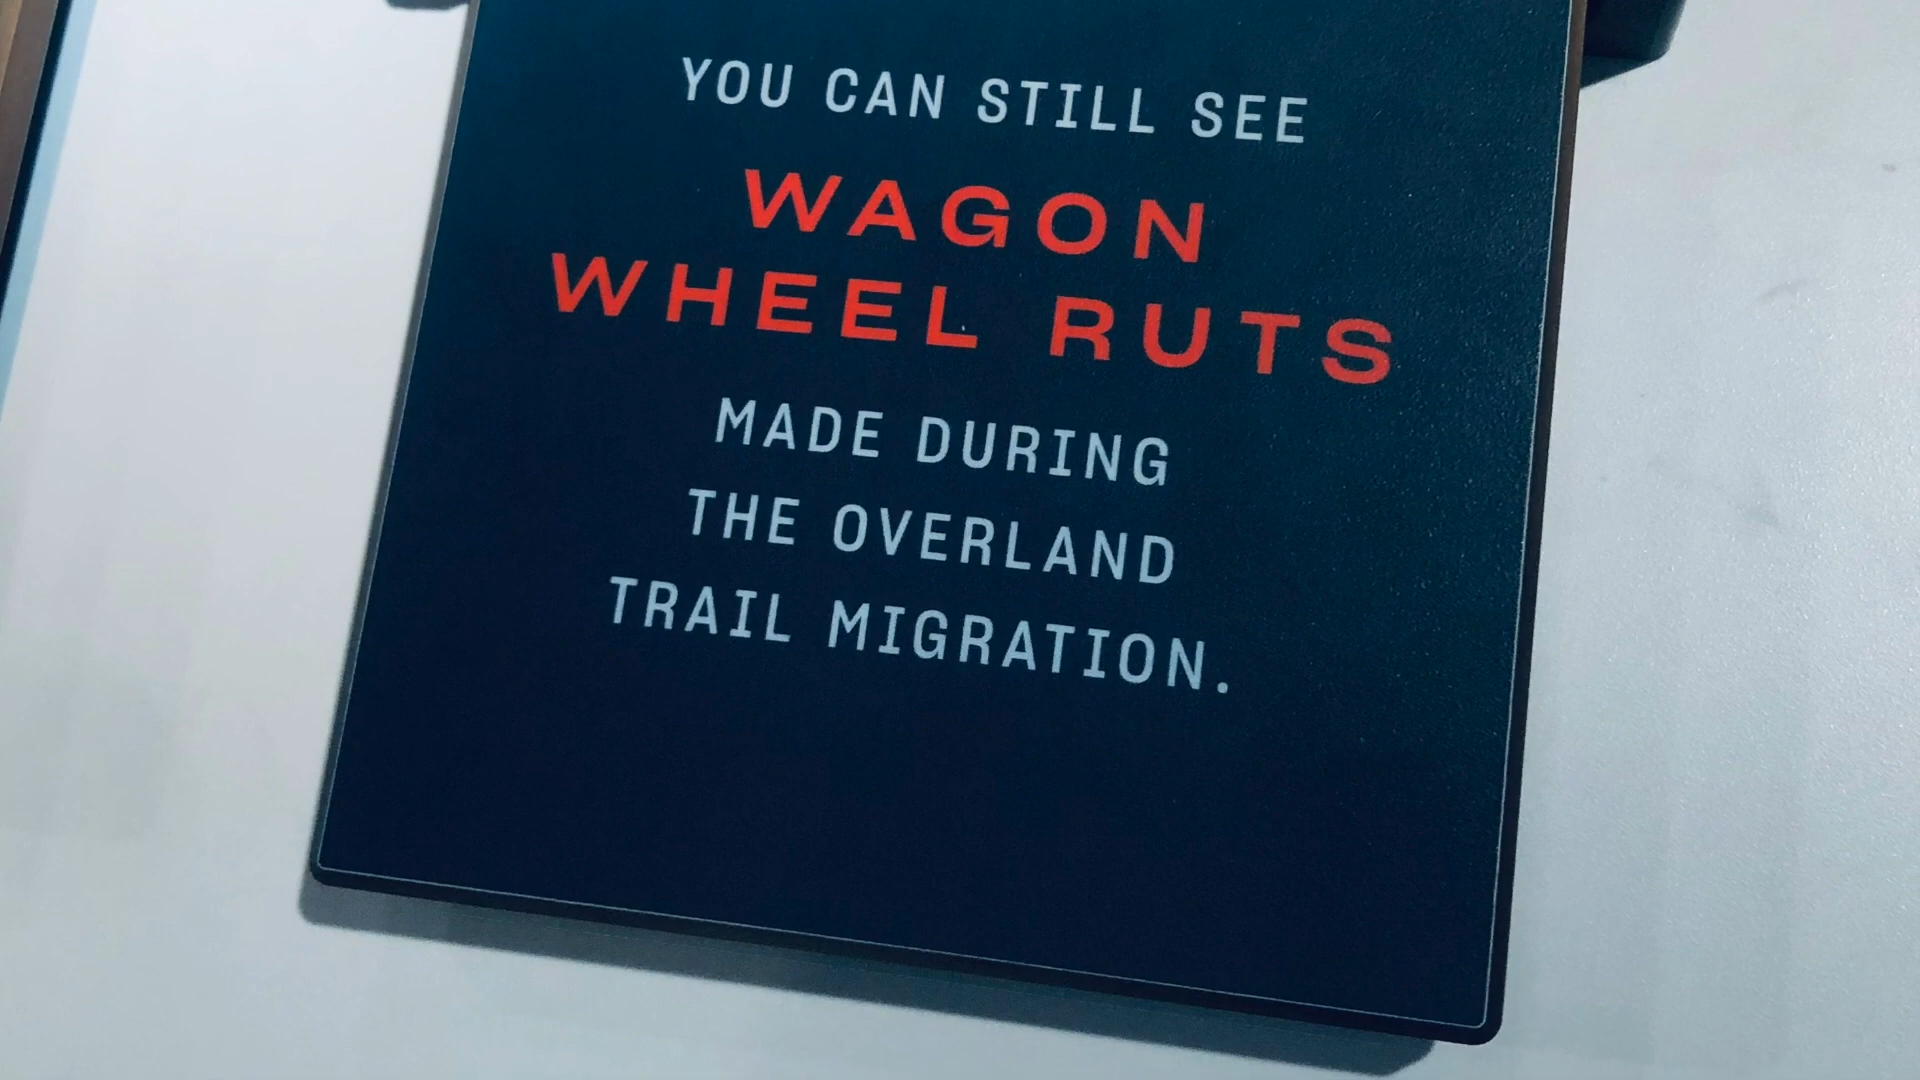 YOU CAN STILL SEE
WAGON
WHEEL RUTS
MADE DURING
THE OVERLAND
TRAIL MIGRATION.